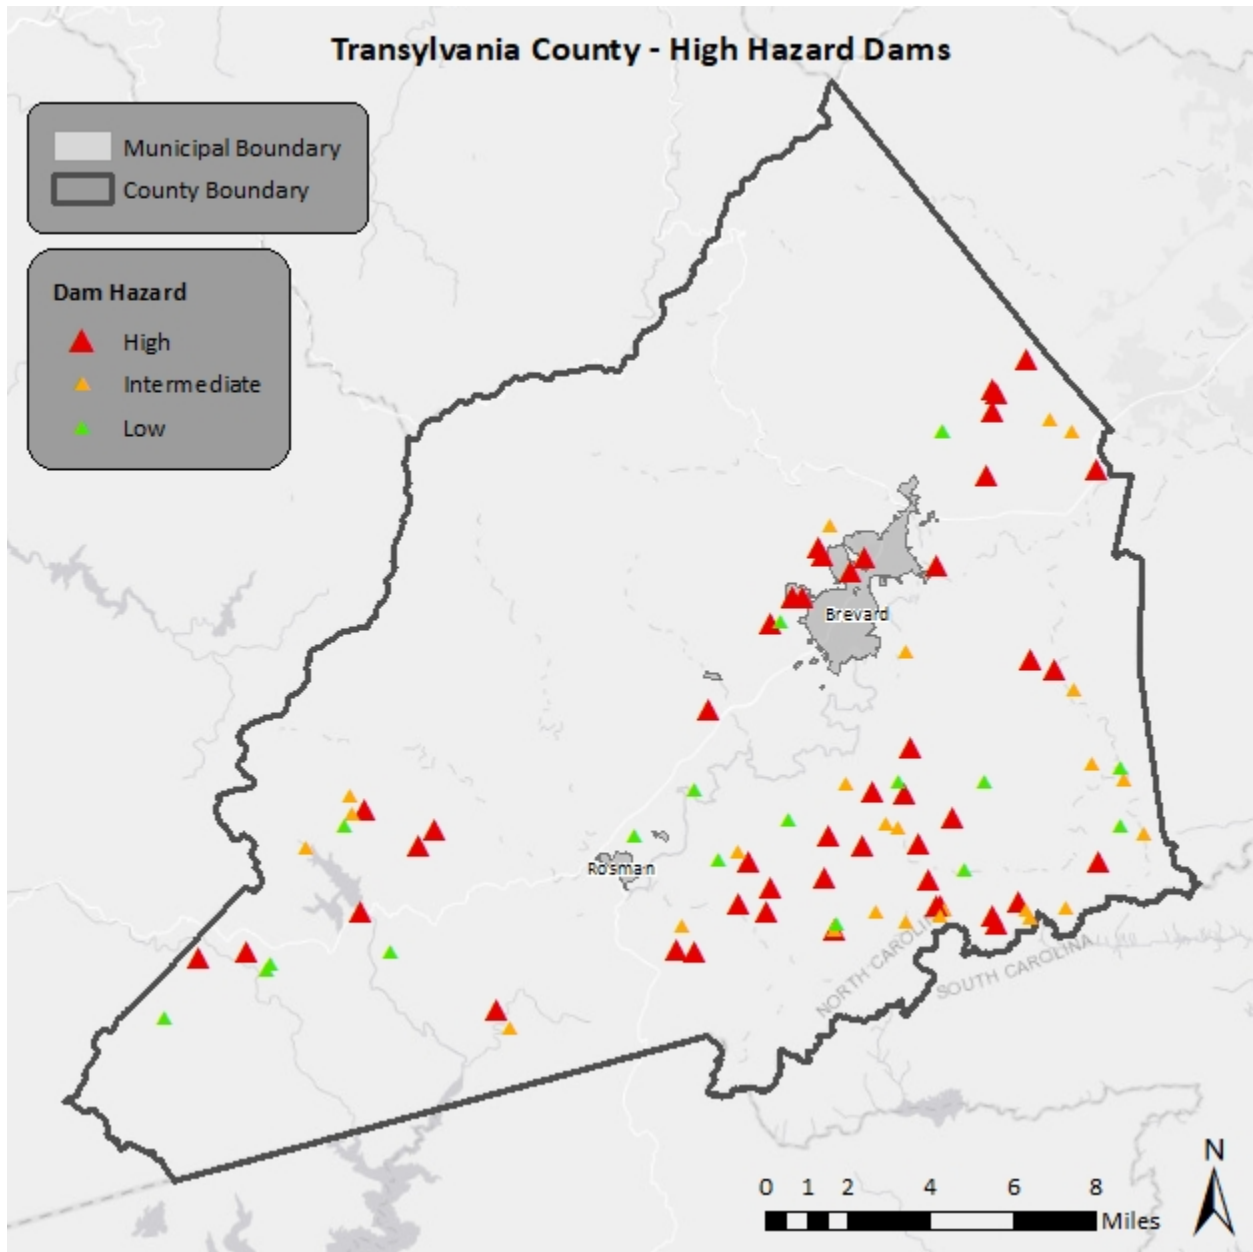 Transylvania County - High Hazard Dams
Municipal Boundary
County Boundary
Dam Hazard
High
Intermediate
Low
Brevard
Rosman
NORTH CAROLINA
SOUTH CAROLINA
N
0 1 2 4 6 8
Miles